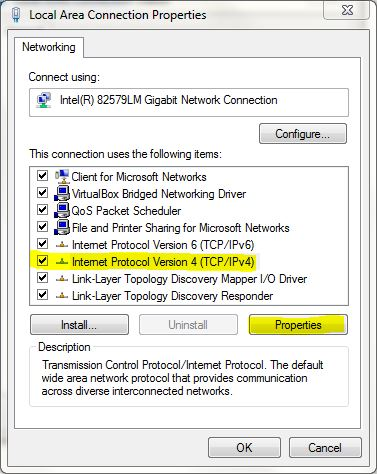 Local Area Connection Properties
Networking
Connect using:
Intel(R) 82579LM Gigabit Network Connection
Configure...
This connection uses the following items:
Client for Microsoft Networks
VirtualBox Bridged Networking Driver
QoS Packet Scheduler
File and Printer Sharing for Microsoft Networks
Internet Protocol Version 6 (TCP/IPv6)
Internet Protocol Version 4 (TCP/IPv4)
Link-Layer Topology Discovery Mapper I/O Driver
Link-Layer Topology Discovery Responder
Install...
Uninstall
Properties
Description
Transmission Control Protocol/Internet Protocol. The default
wide area network protocol that provides communication
across diverse interconnected networks.
OK
Cancel